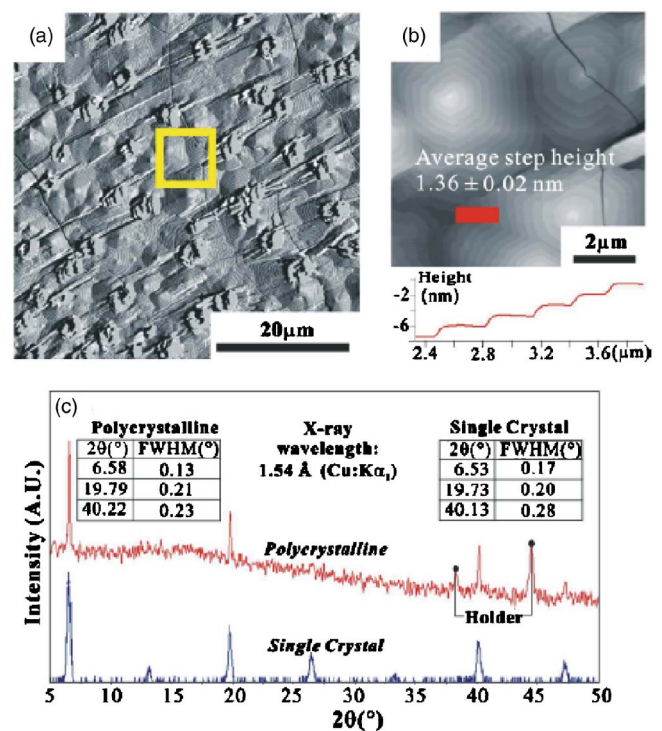 (a)
20μm
(b)
Average step height
1.36 ± 0.02 nm
2μm
Height
(nm)
-2
-6
2.4 2.8 3.2 3.6(μm)
(c)
Polycrystalline
2θ(°) FWHM(°)
6.58 0.13
19.79 0.21
40.22 0.23
X-ray
wavelength:
1.54 Å (Cu:Kα₁)
Single Crystal
2θ(°) FWHM(°)
6.53 0.17
19.73 0.20
40.13 0.28
Intensity (A.U.)
Polycrystalline
Holder
Single Crystal
5 10 15 20 25 30 35 40 45 50
2θ(°)